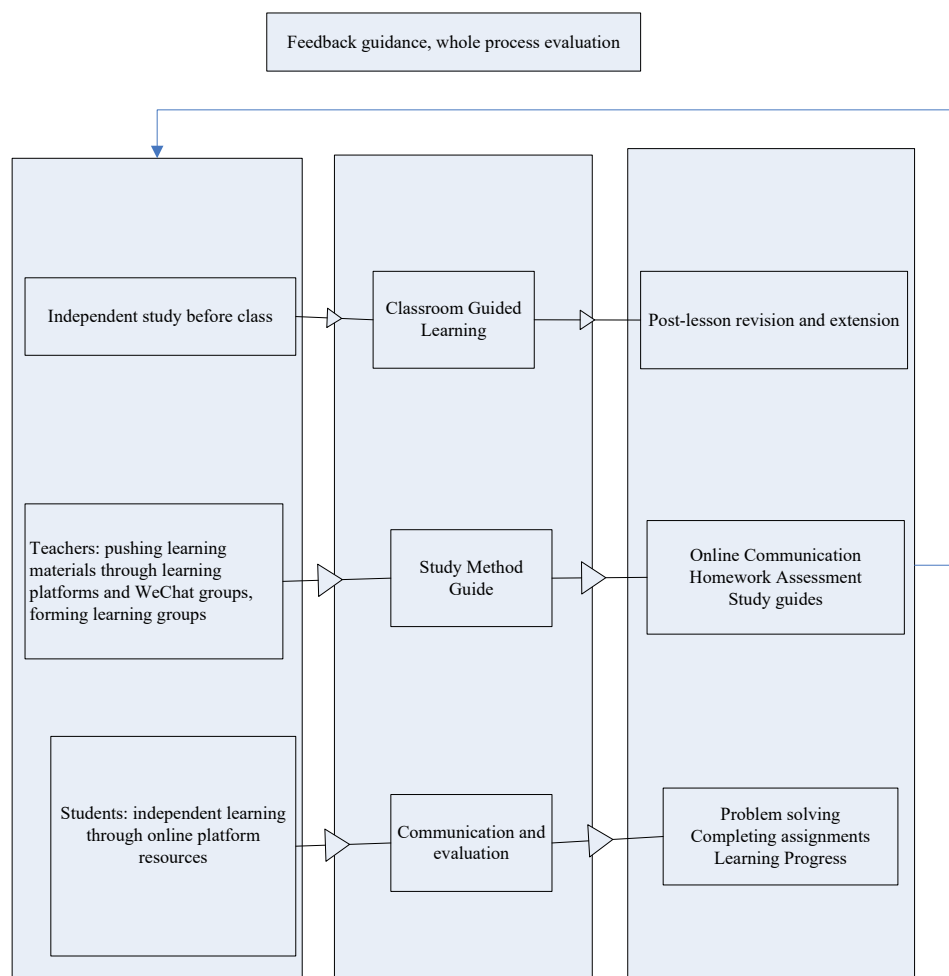 Feedback guidance, whole process evaluation
Independent study before class
Classroom Guided
Learning
Post-lesson revision and extension
Teachers: pushing learning
materials through learning
platforms and WeChat groups,
forming learning groups
Study Method
Guide
Online Communication
Homework Assessment
Study guides
Students: independent learning
through online platform
resources
Communication and
evaluation
Problem solving
Completing assignments
Learning Progress